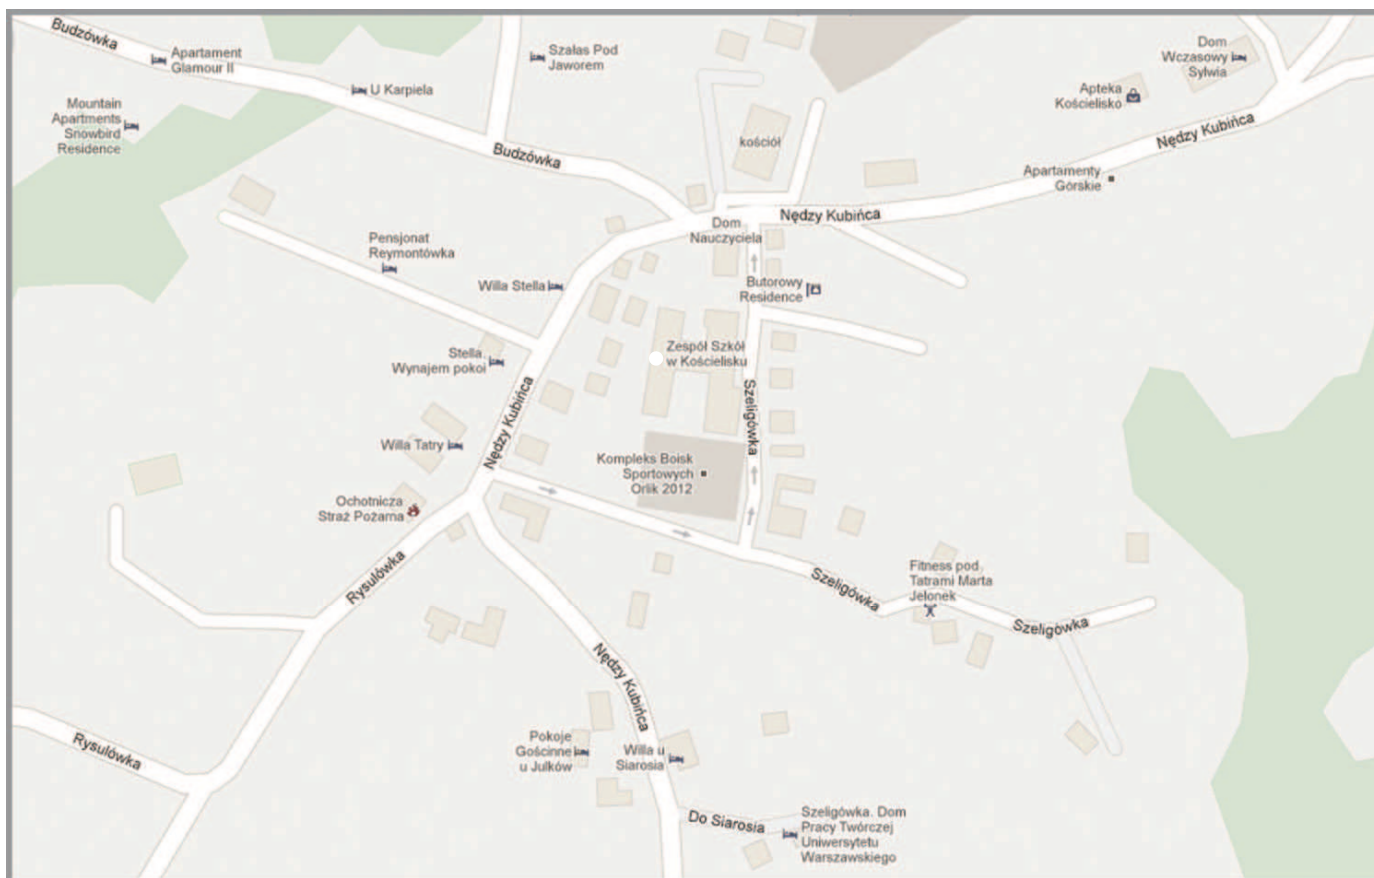 Budzówka
Apartament
Glamour II
U Karpiela
Szałas Pod
Jaworem
Dom
Wczasowy
Sylwia
Apteka
Kościelisko
Mountain
Apartments
Snowbird
Residence
Budzówka
kościół
Nędzy Kubińca
Apartamenty
Górskie
Nędzy Kubińca
Dom
Nauczyciela
Pensjonat
Reymontówka
Willa Stella
Butorowy
Residence
Stella.
Wynajem pokoi
Zespół Szkół
w Kościelisku
Nędzy Kubińca
Szeligówka
Willa Tatry
Kompleks Boisk
Sportowych
Orlik 2012
Ochotnicza
Straż Pożarna
Rysulówka
Szeligówka
Fitness pod
Tatrami Marta
Jelonek
Szeligówka
Nędzy Kubińca
Rysulówka
Pokoje
Gościnne
u Julków
Willa u
Siarosia
Do Siarosia
Szeligówka. Dom
Pracy Twórczej
Uniwersytetu
Warszawskiego